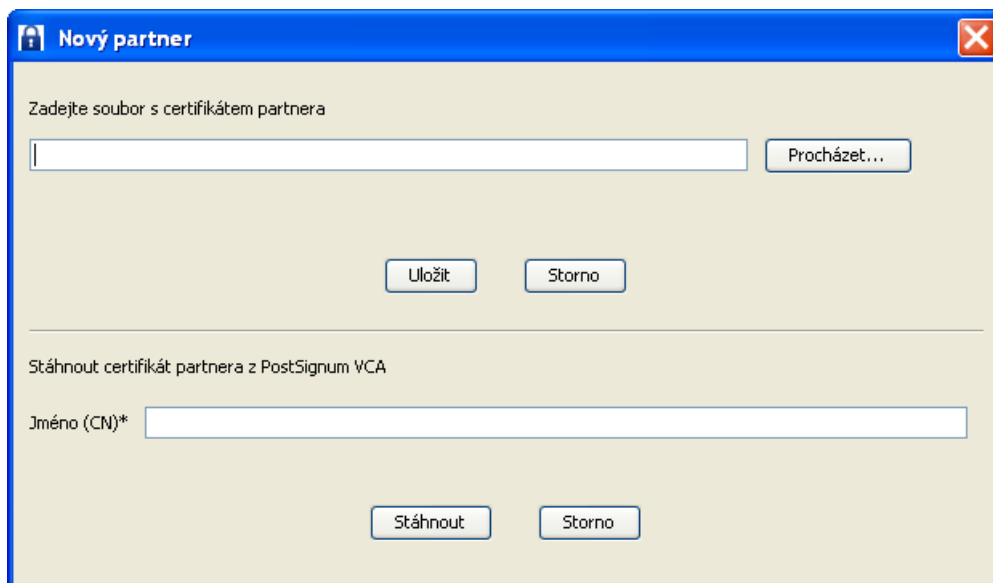 Nový partner
Zadejte soubor s certifikátem partnera
Procházet...
Uložit Storno
Stáhnout certifikát partnera z PostSignum VCA
Jméno (CN)*
Stáhnout Storno